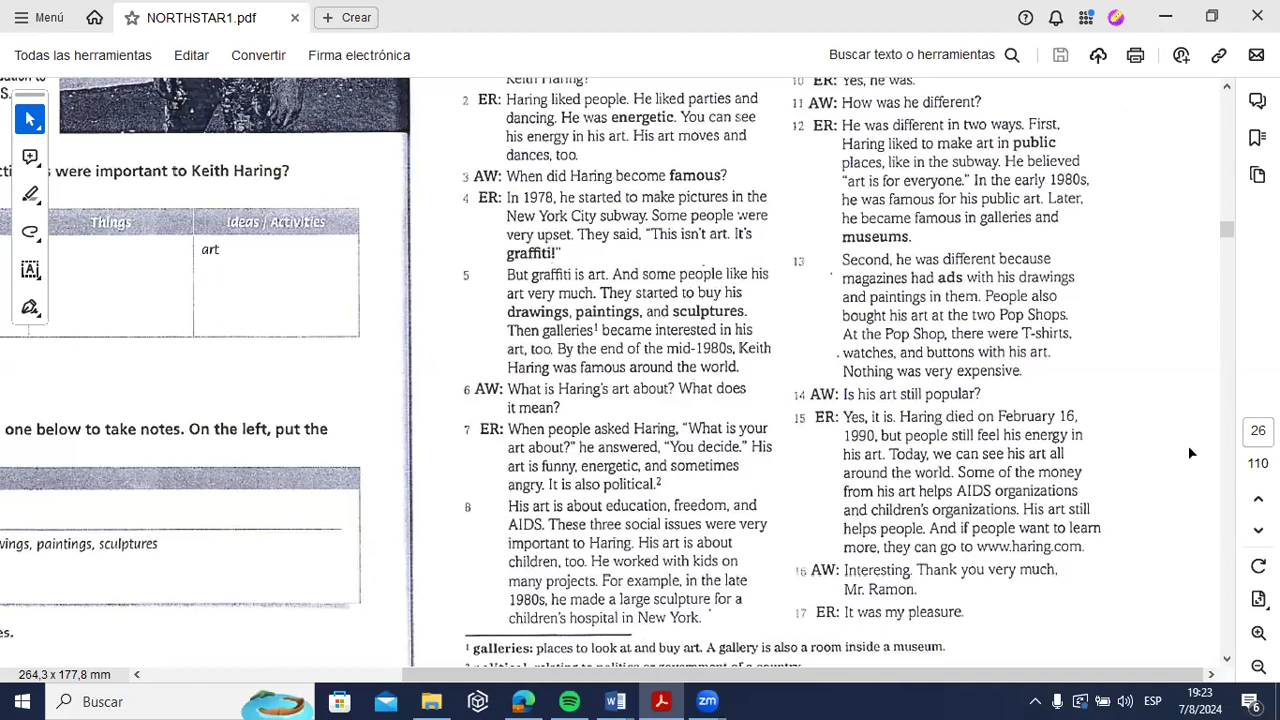 Menú
NORTHSTAR1.pdf
Crear
Todas las herramientas
Editar
Convertir
Firma electrónica
Buscar texto o herramientas
S.
were important to Keith Haring?
Things
Ideas / Activities
art
one below to take notes. On the left, put the
wings, paintings, sculptures
es.
Keith Haring?
2 ER: Haring liked people. He liked parties and
dancing. He was energetic. You can see
his energy in his art. His art moves and
dances, too.
3 AW: When did Haring become famous?
4 ER: In 1978, he started to make pictures in the
New York City subway. Some people were
very upset. They said, “This isn’t art. It’s
graffiti!”
5 But graffiti is art. And some people like his
art very much. They started to buy his
drawings, paintings, and sculptures.
Then galleries¹ became interested in his
art, too. By the end of the mid-1980s, Keith
Haring was famous around the world.
6 AW: What is Haring’s art about? What does
it mean?
7 ER: When people asked Haring, “What is your
art about?” he answered, “You decide.” His
art is funny, energetic, and sometimes
angry. It is also political.²
8 His art is about education, freedom, and
AIDS. These three social issues were very
important to Haring. His art is about
children, too. He worked with kids on
many projects. For example, in the late
1980s, he made a large sculpture for a
children’s hospital in New York.
10 ER: Yes, he was.
11 AW: How was he different?
12 ER: He was different in two ways. First,
Haring liked to make art in public
places, like in the subway. He believed
“art is for everyone.” In the early 1980s,
he was famous for his public art. Later,
he became famous in galleries and
museums.
13 Second, he was different because
magazines had ads with his drawings
and paintings in them. People also
bought his art at the two Pop Shops.
At the Pop Shop, there were T-shirts,
watches, and buttons with his art.
Nothing was very expensive.
14 AW: Is his art still popular?
15 ER: Yes, it is. Haring died on February 16,
1990, but people still feel his energy in
his art. Today, we can see his art all
around the world. Some of the money
from his art helps AIDS organizations
and children’s organizations. His art still
helps people. And if people want to learn
more, they can go to www.haring.com.
16 AW: Interesting. Thank you very much,
Mr. Ramon.
17 ER: It was my pleasure.
¹ galleries: places to look at and buy art. A gallery is also a room inside a museum.
² political: relating to politics or government of a country
26
110
264,3 x 177,8 mm
Buscar
ESP
19:23
7/8/2024
6